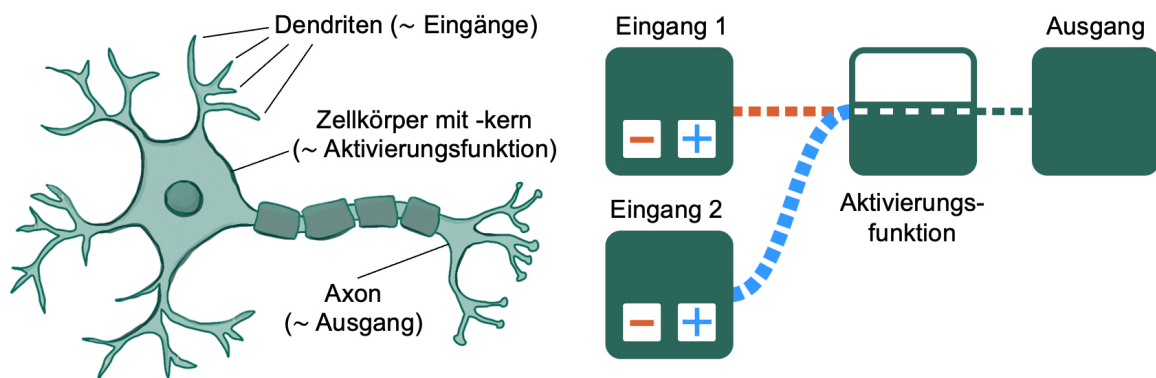 Dendriten (~ Eingänge)
Zellkörper mit -kern
(~ Aktivierungsfunktion)
Axon
(~ Ausgang)
Eingang 1
− +
Eingang 2
− +
Aktivierungs-
funktion
Ausgang